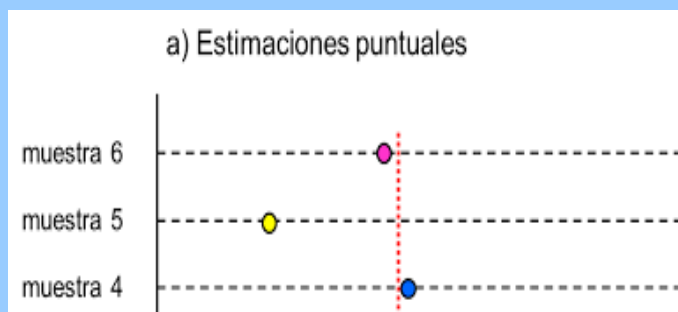 a) Estimaciones puntuales
muestra 6
muestra 5
muestra 4